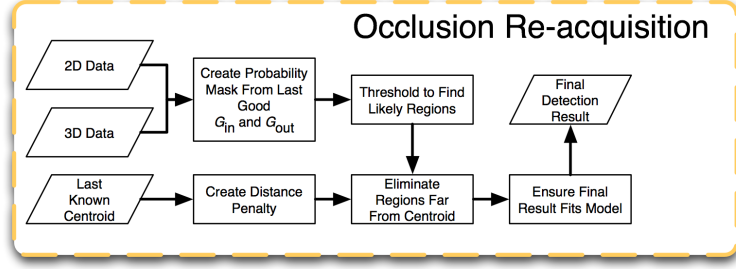 Occlusion Re-acquisition
2D Data
3D Data
Create Probability
Mask From Last
Good
Gin and Gout
Threshold to Find
Likely Regions
Final
Detection
Result
Last
Known
Centroid
Create Distance
Penalty
Eliminate
Regions Far
From Centroid
Ensure Final
Result Fits Model